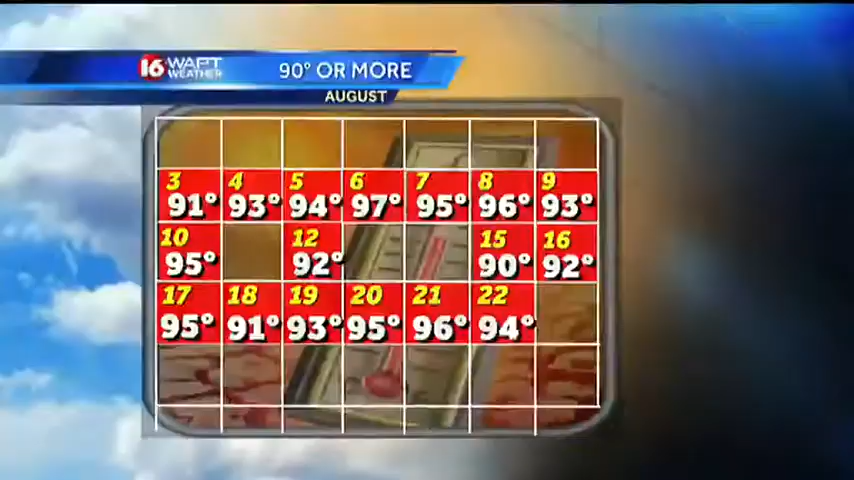 16 WAPT WEATHER
90° OR MORE
AUGUST
3 4 5 6 7 8 9
91° 93° 94° 97° 95° 96° 93°
10 12 15 16
95° 92° 90° 92°
17 18 19 20 21 22
95° 91° 93° 95° 96° 94°